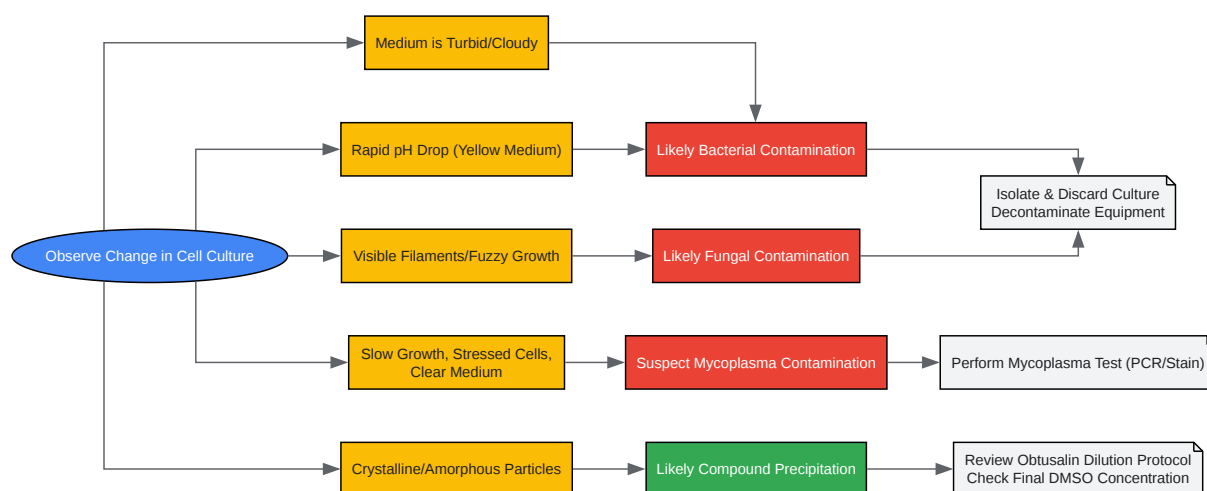 Medium is Turbid/Cloudy
Rapid pH Drop (Yellow Medium)
Likely Bacterial Contamination
Isolate & Discard Culture
Decontaminate Equipment
Observe Change in Cell Culture
Visible Filaments/Fuzzy Growth
Likely Fungal Contamination
Slow Growth, Stressed Cells,
Clear Medium
Suspect Mycoplasma Contamination
Perform Mycoplasma Test (PCR/Stain)
Crystalline/Amorphous Particles
Likely Compound Precipitation
Review Obtusalin Dilution Protocol
Check Final DMSO Concentration